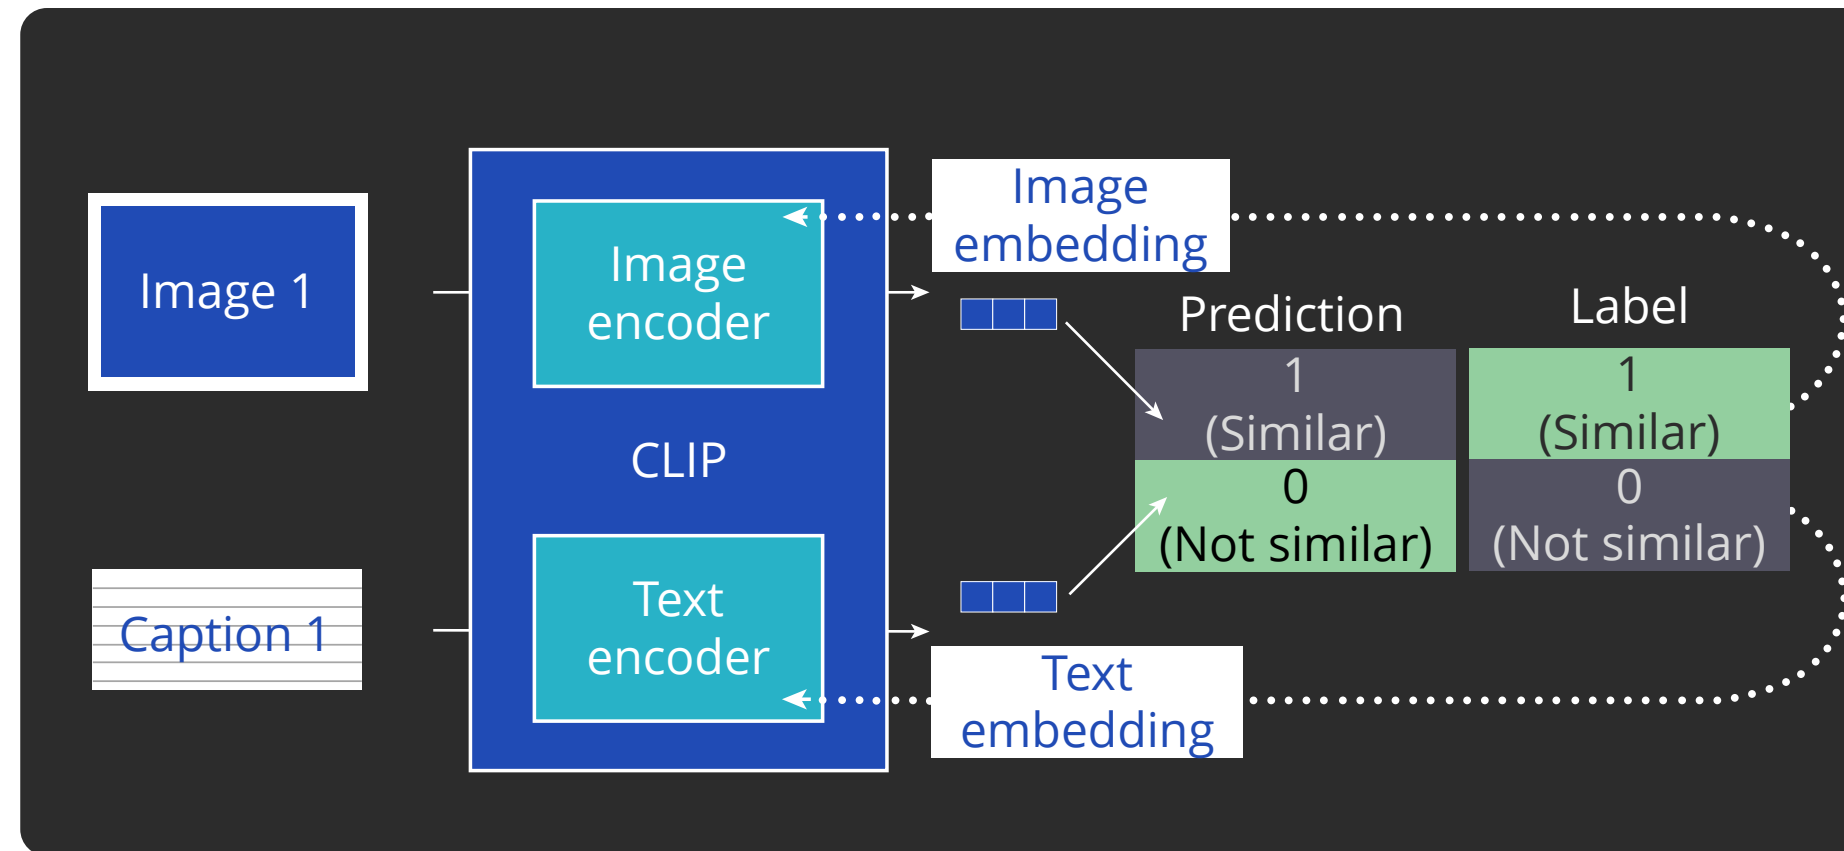 Image 1
Caption 1
Image
encoder
CLIP
Text
encoder
Image
embedding
Text
embedding
Prediction
1
(Similar)
0
(Not similar)
Label
1
(Similar)
0
(Not similar)